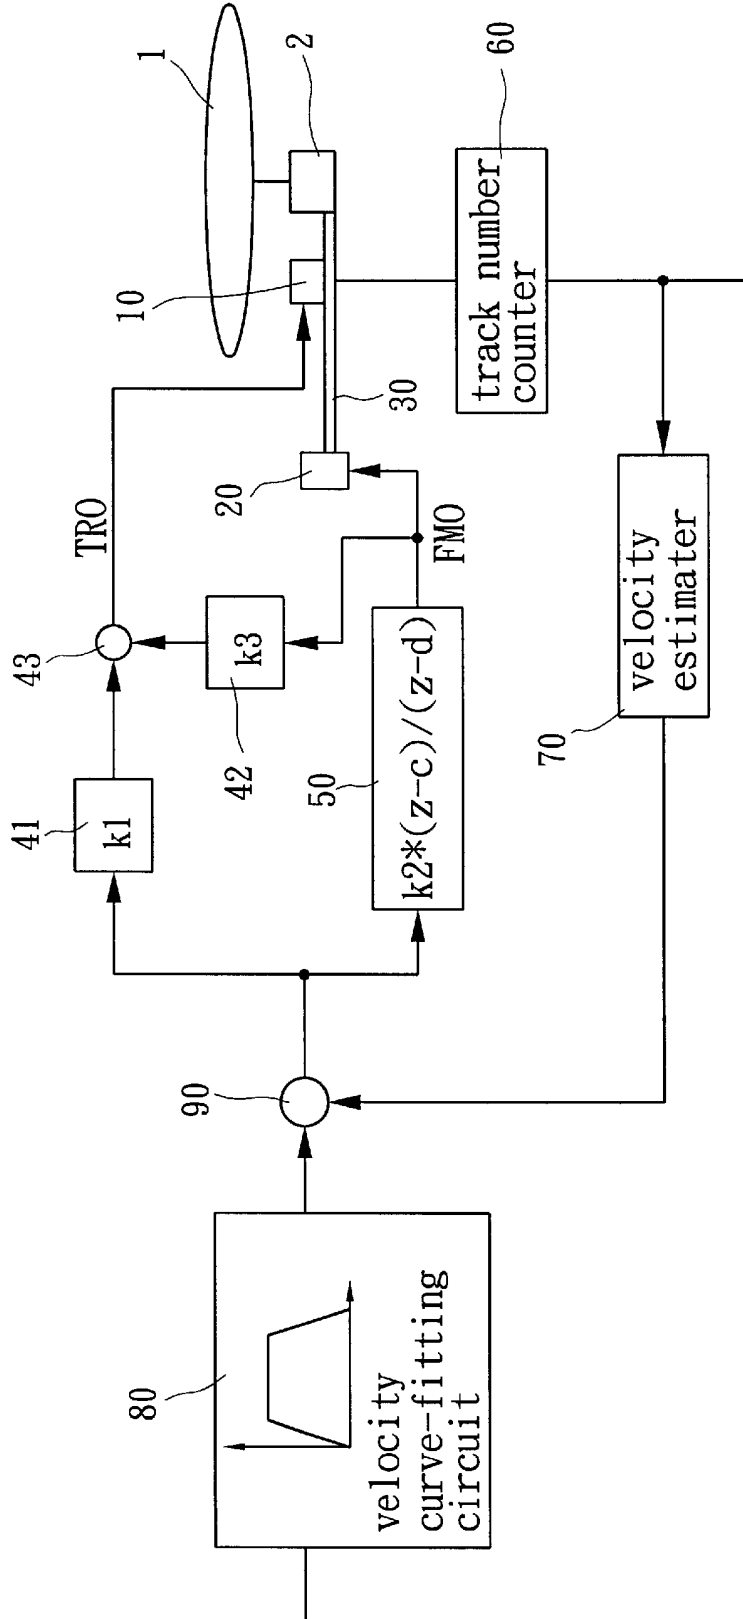 1
2
60
10
30
20
TRO
FMO
track number
counter
43
k3
42
41
k1
50
k2*(z-c)/(z-d)
velocity
estimater
70
90
80
velocity
curve-fitting
circuit